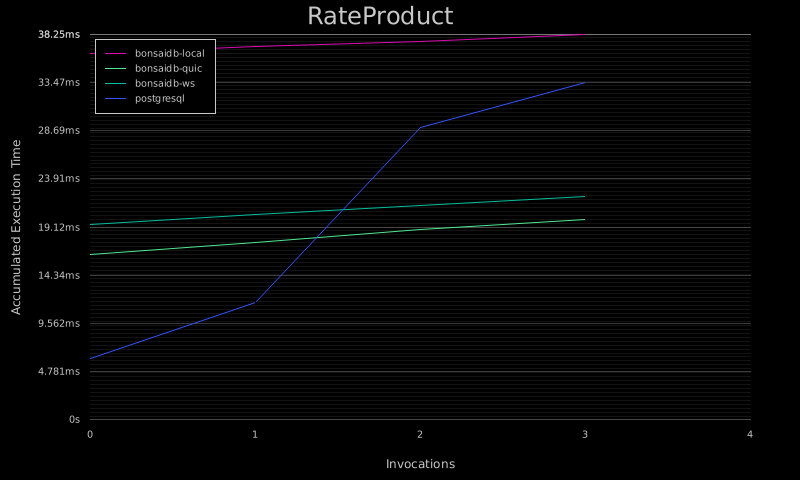 RateProduct
38.25ms
33.47ms
28.69ms
23.91ms
19.12ms
14.34ms
9.562ms
4.781ms
0s
bonsaidb-local
bonsaidb-quic
bonsaidb-ws
postgresql
Accumulated Execution Time
0 1 2 3 4
Invocations